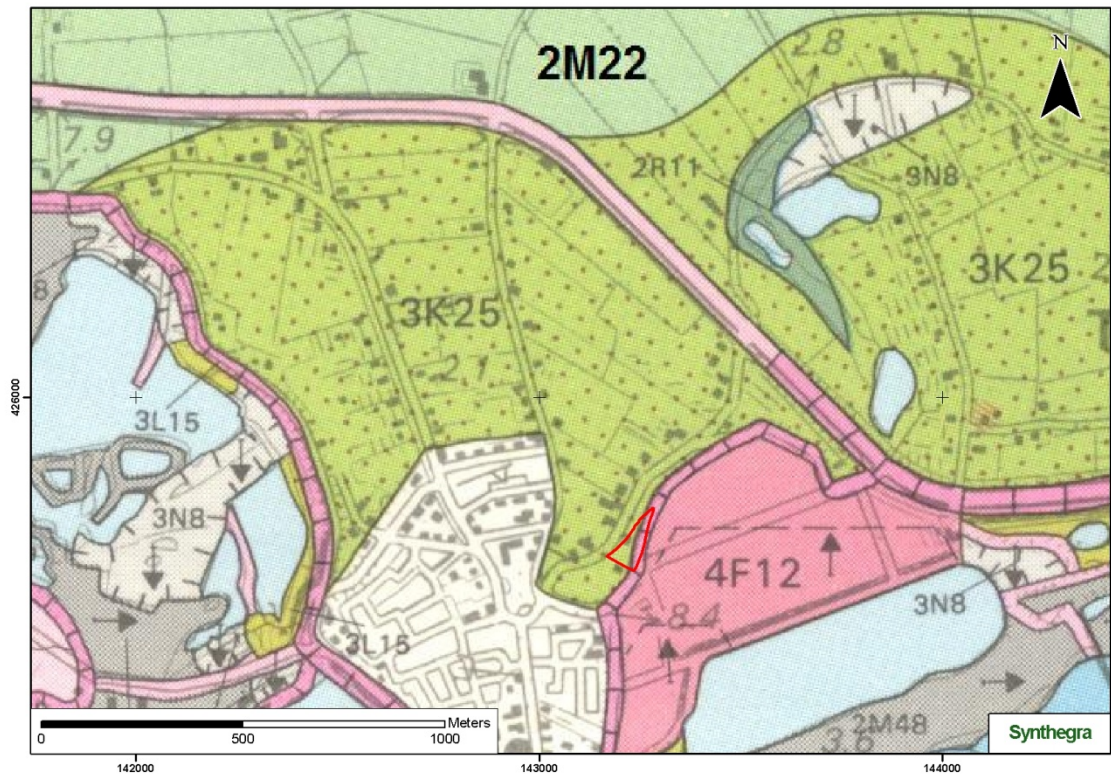 2M22
N
2.8
7.9
2R11
3N8
3K25
3K25
2.1
426000
3L15
3N8
4F12
3N8
8.4
3L15
2M48
3.6
Meters
0 500 1000
Synthegra
142000 143000 144000